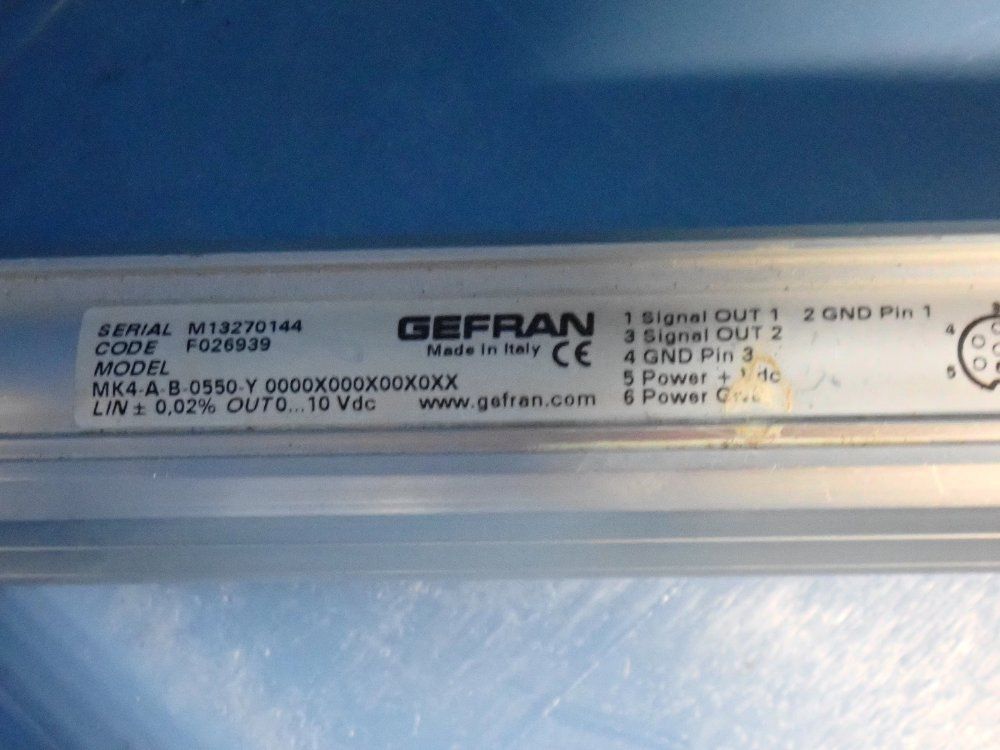 SERIAL M13270144
CODE F026939
MODEL
MK4-A-B-0550-Y 0000X000X00X0XX
LIN ± 0,02% OUT 0...10 Vdc
GEFRAN
Made in Italy CE
www.gefran.com
1 Signal OUT 1 2 GND Pin 1
3 Signal OUT 2
4 GND Pin 3
5 Power +
6 Power
4
5